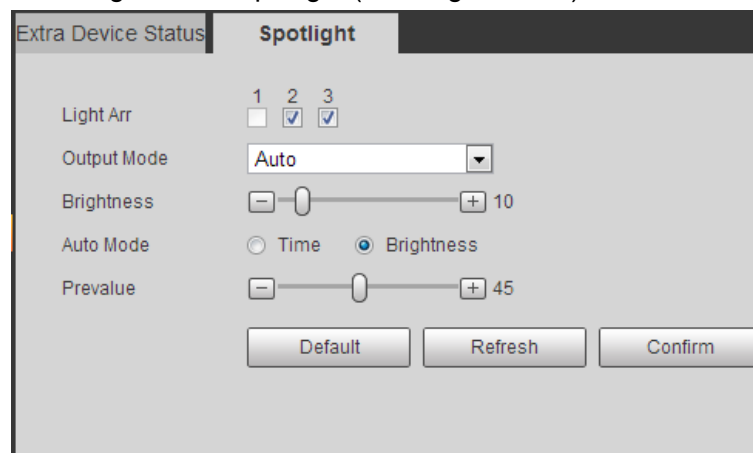 Extra Device Status Spotlight
1 2 3
Light Arr
Output Mode Auto
Brightness 10
Auto Mode Time Brightness
Prevalue 45
Default Refresh Confirm